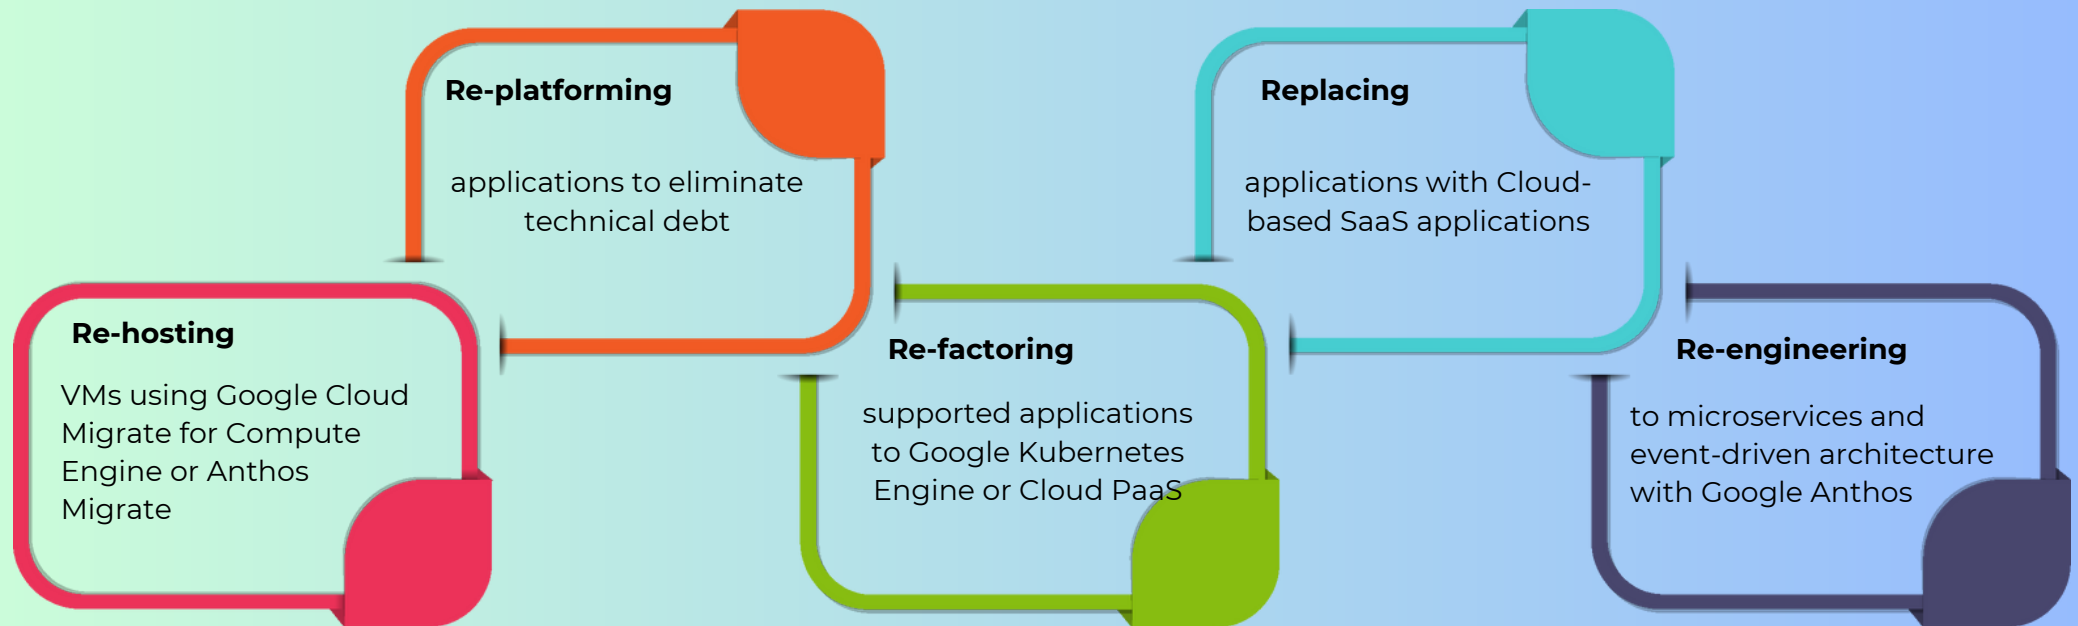 Re-hosting
VMs using Google Cloud
Migrate for Compute
Engine or Anthos
Migrate
Re-platforming
applications to eliminate
technical debt
Re-factoring
supported applications
to Google Kubernetes
Engine or Cloud PaaS
Replacing
applications with Cloud-
based SaaS applications
Re-engineering
to microservices and
event-driven architecture
with Google Anthos